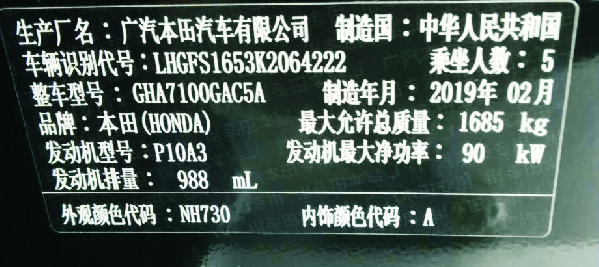 生产厂名：广汽本田汽车有限公司 制造国：中华人民共和国
车辆识别代号：LHGFS1653K2064222 乘坐人数：5
整车型号：GHA7100GAC5A 制造年月：2019年 02月
品牌：本田(HONDA) 最大允许总质量：1685 kg
发动机型号：P10A3 发动机最大净功率：90 kW
发动机排量：988 mL
外观颜色代码：NH730 内饰颜色代码：A